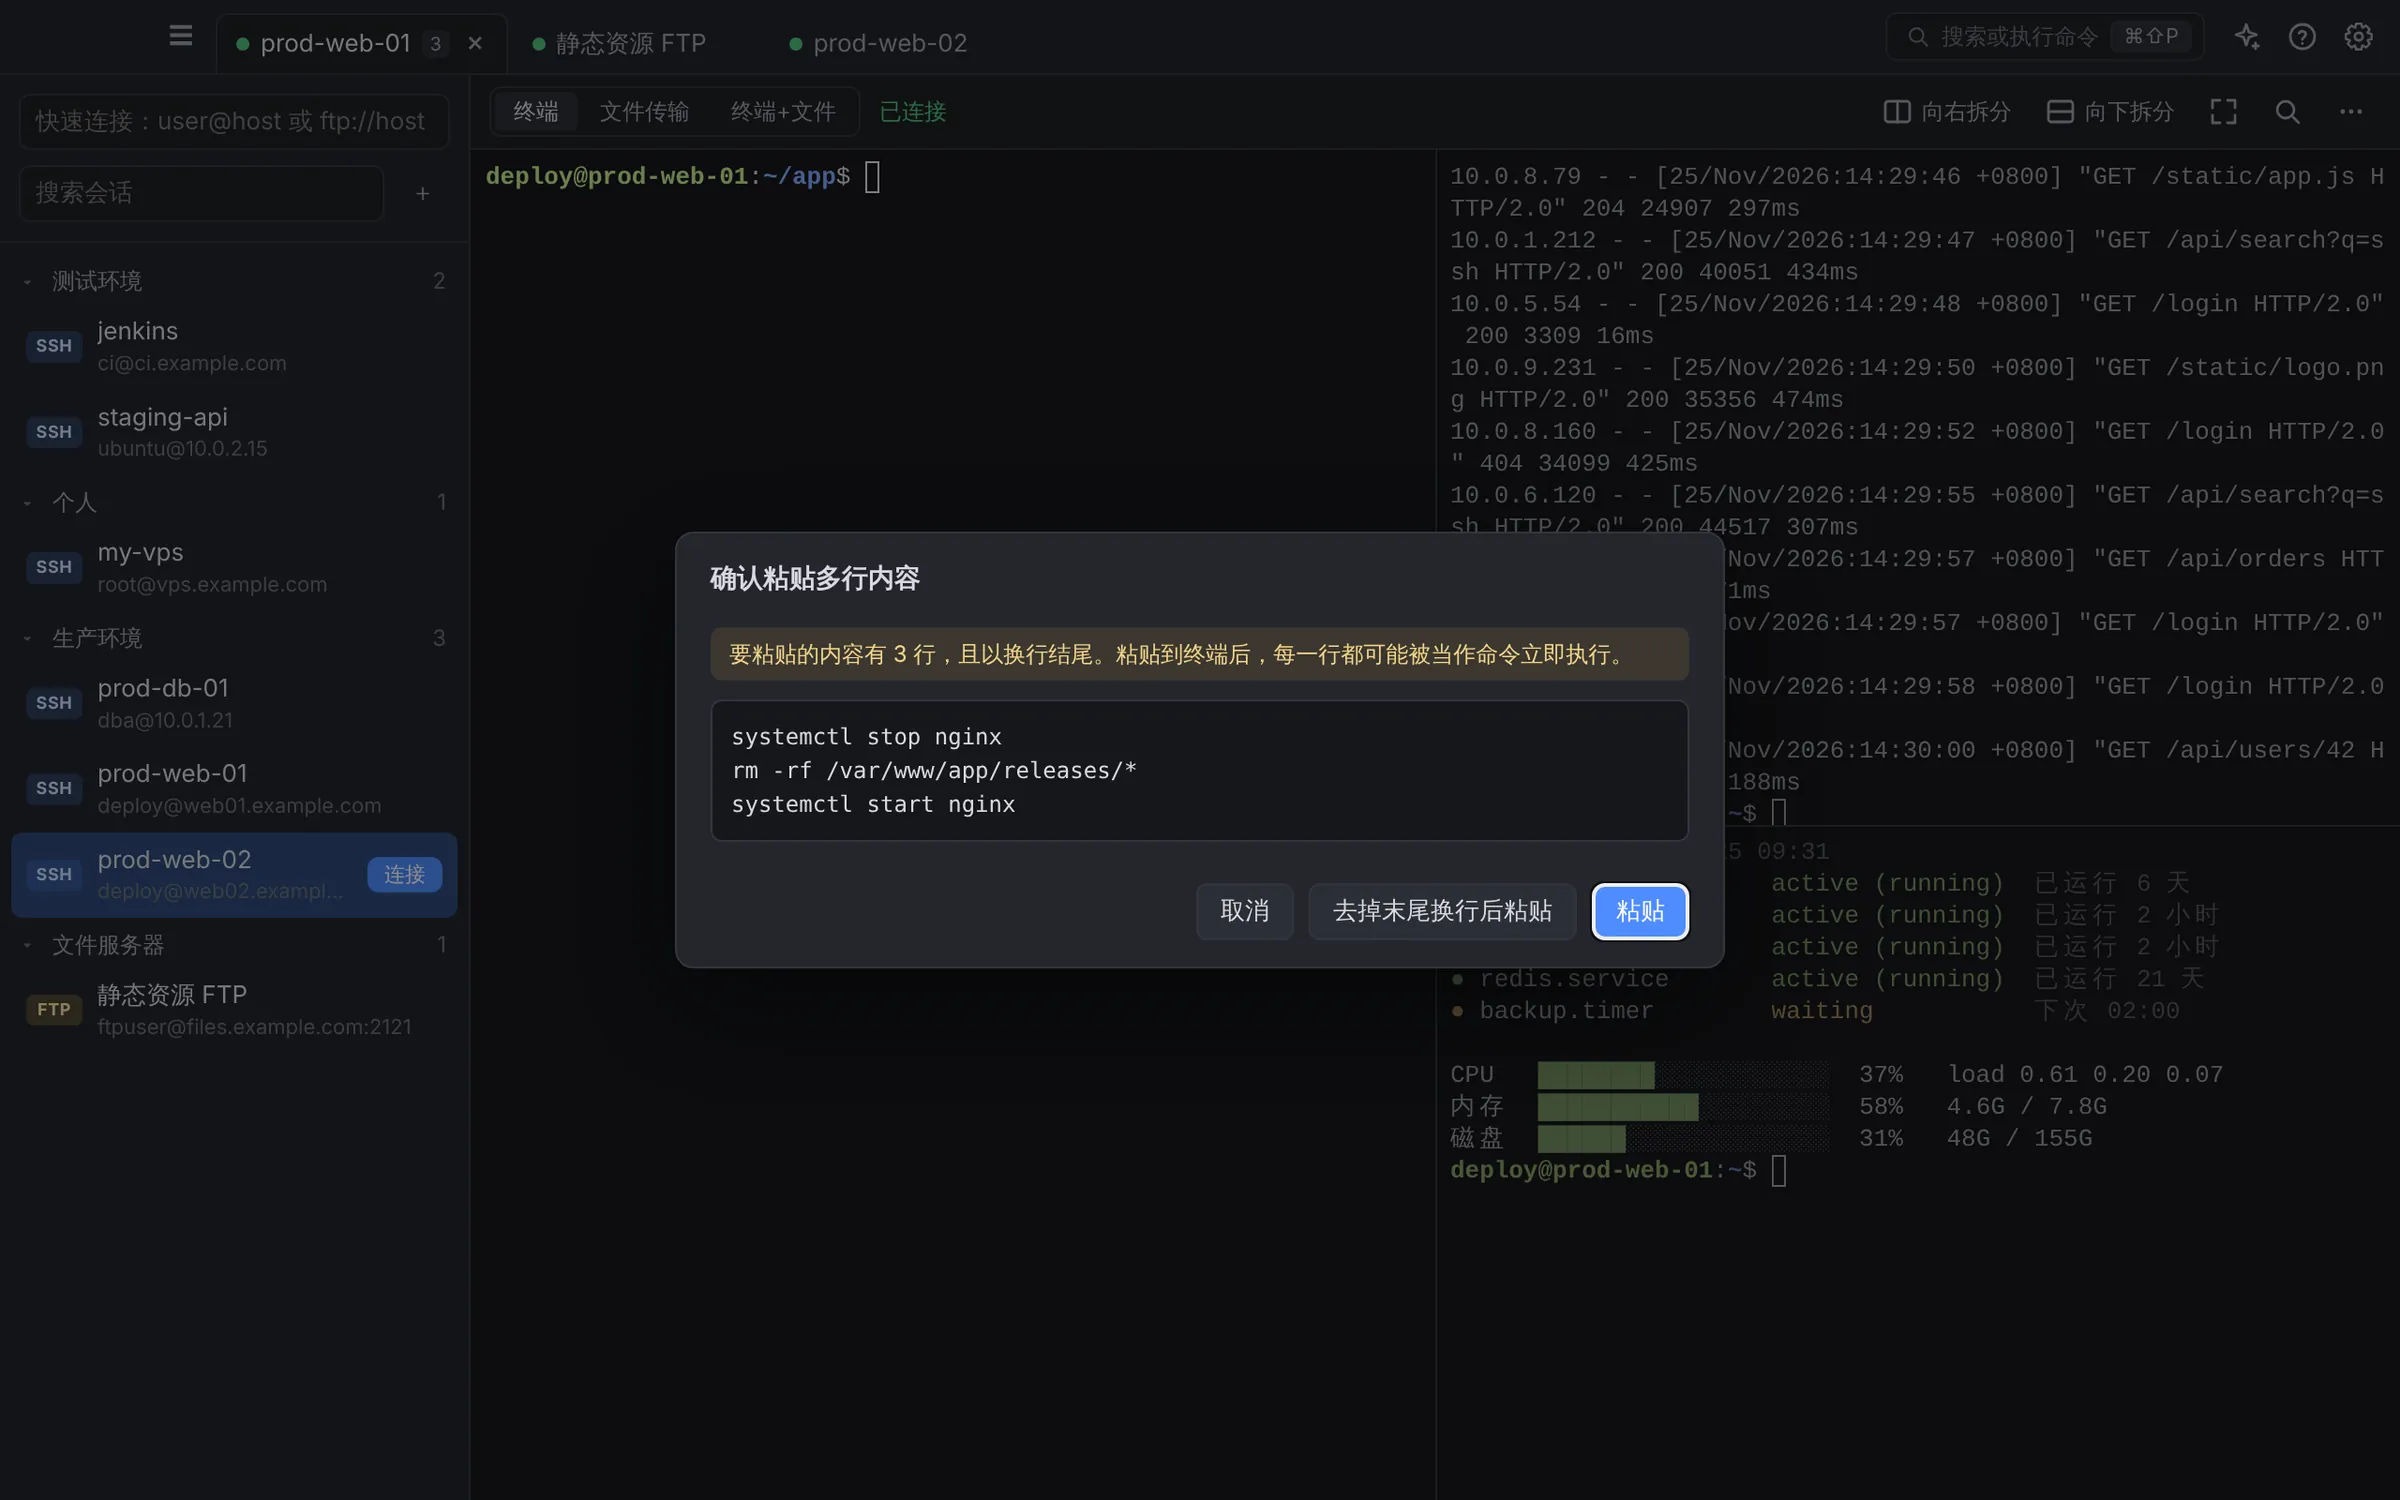 prod-web-01 3 ×
静态资源 FTP
prod-web-02
搜索或执行命令 ⌘⇧P
快速连接：user@host 或 ftp://host
搜索会话 +
测试环境 2
SSH
jenkins
ci@ci.example.com
SSH
staging-api
ubuntu@10.0.2.15
个人 1
SSH
my-vps
root@vps.example.com
生产环境 3
SSH
prod-db-01
dba@10.0.1.21
SSH
prod-web-01
deploy@web01.example.com
SSH
prod-web-02
deploy@web02.exampl...
连接
文件服务器 1
FTP
静态资源 FTP
ftpuser@files.example.com:2121
终端 文件传输 终端+文件 已连接
向右拆分 向下拆分
deploy@prod-web-01:~/app$
10.0.8.79 - - [25/Nov/2026:14:29:46 +0800] "GET /static/app.js H
TTP/2.0" 204 24907 297ms
10.0.1.212 - - [25/Nov/2026:14:29:47 +0800] "GET /api/search?q=s
sh HTTP/2.0" 200 40051 434ms
10.0.5.54 - - [25/Nov/2026:14:29:48 +0800] "GET /login HTTP/2.0"
200 3309 16ms
10.0.9.231 - - [25/Nov/2026:14:29:50 +0800] "GET /static/logo.pn
g HTTP/2.0" 200 35356 474ms
10.0.8.160 - - [25/Nov/2026:14:29:52 +0800] "GET /login HTTP/2.0
" 404 34099 425ms
10.0.6.120 - - [25/Nov/2026:14:29:55 +0800] "GET /api/search?q=s
sh HTTP/2.0" 200 44517 307ms
Nov/2026:14:29:57 +0800] "GET /api/orders HTT
1ms
ov/2026:14:29:57 +0800] "GET /login HTTP/2.0"
Nov/2026:14:29:58 +0800] "GET /login HTTP/2.0
Nov/2026:14:30:00 +0800] "GET /api/users/42 H
188ms
~$
确认粘贴多行内容
要粘贴的内容有 3 行，且以换行结尾。粘贴到终端后，每一行都可能被当作命令立即执行。
systemctl stop nginx
rm -rf /var/www/app/releases/*
systemctl start nginx
取消 去掉末尾换行后粘贴 粘贴
5 09:31
active (running) 已运行 6 天
active (running) 已运行 2 小时
active (running) 已运行 2 小时
redis.service active (running) 已运行 21 天
backup.timer waiting 下次 02:00
CPU 37% load 0.61 0.20 0.07
内存 58% 4.6G / 7.8G
磁盘 31% 48G / 155G
deploy@prod-web-01:~$